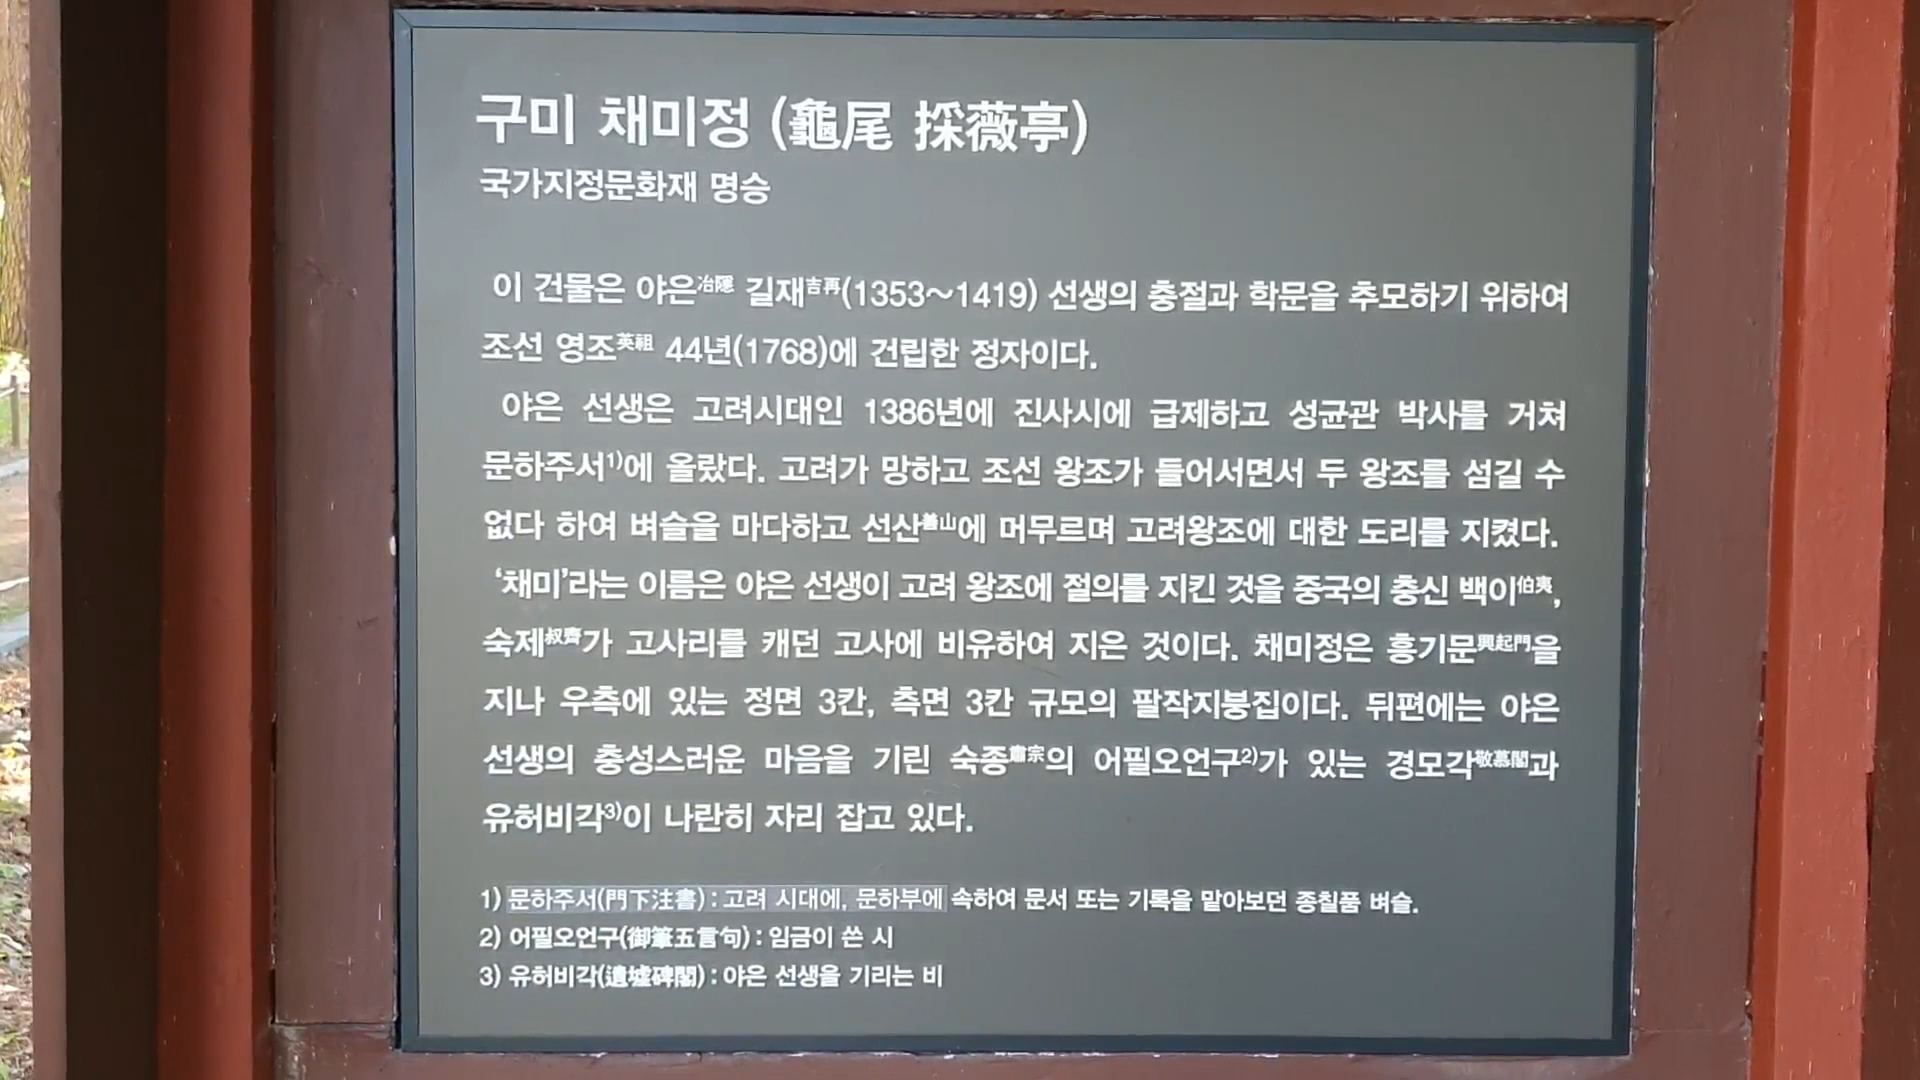 구미 채미정 (龜尾 採薇亭)
국가지정문화재 명승
이 건물은 야은冶隱 길재吉再(1353~1419) 선생의 충절과 학문을 추모하기 위하여
조선 영조英祖 44년(1768)에 건립한 정자이다.
야은 선생은 고려시대인 1386년에 진사시에 급제하고 성균관 박사를 거쳐
문하주서1)에 올랐다. 고려가 망하고 조선 왕조가 들어서면서 두 왕조를 섬길 수
없다 하여 벼슬을 마다하고 선산善山에 머무르며 고려왕조에 대한 도리를 지켰다.
‘채미’라는 이름은 야은 선생이 고려 왕조에 절의를 지킨 것을 중국의 충신 백이伯夷,
숙제叔齊가 고사리를 캐던 고사에 비유하여 지은 것이다. 채미정은 흥기문興起門을
지나 우측에 있는 정면 3칸, 측면 3칸 규모의 팔작지붕집이다. 뒤편에는 야은
선생의 충성스러운 마음을 기린 숙종肅宗의 어필오언구2)가 있는 경모각敬慕閣과
유허비각3)이 나란히 자리 잡고 있다.
1) 문하주서(門下注書) : 고려 시대에, 문하부에 속하여 문서 또는 기록을 맡아보던 종칠품 벼슬.
2) 어필오언구(御筆五言句) : 임금이 쓴 시
3) 유허비각(遺墟碑閣) : 야은 선생을 기리는 비